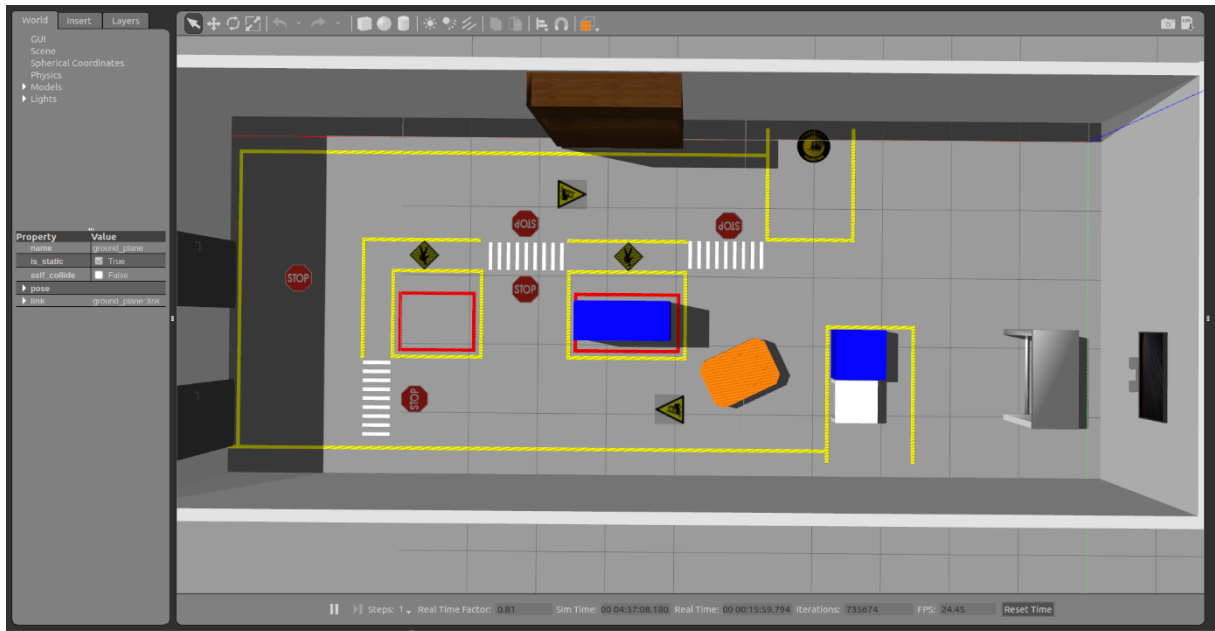 World Insert Layers
GUI
Scene
Spherical Coordinates
Physics
Models
Lights
Property Value
name ground_plane
is_static True
self_collide False
pose
link ground_plane::link
STOP
STOP
STOP
STOP
STOP
Steps: 1 Real Time Factor: 0.81 Sim Time: 00 04:37:08.180 Real Time: 00 00:15:59.794 Iterations: 735674 FPS: 24.45 Reset Time